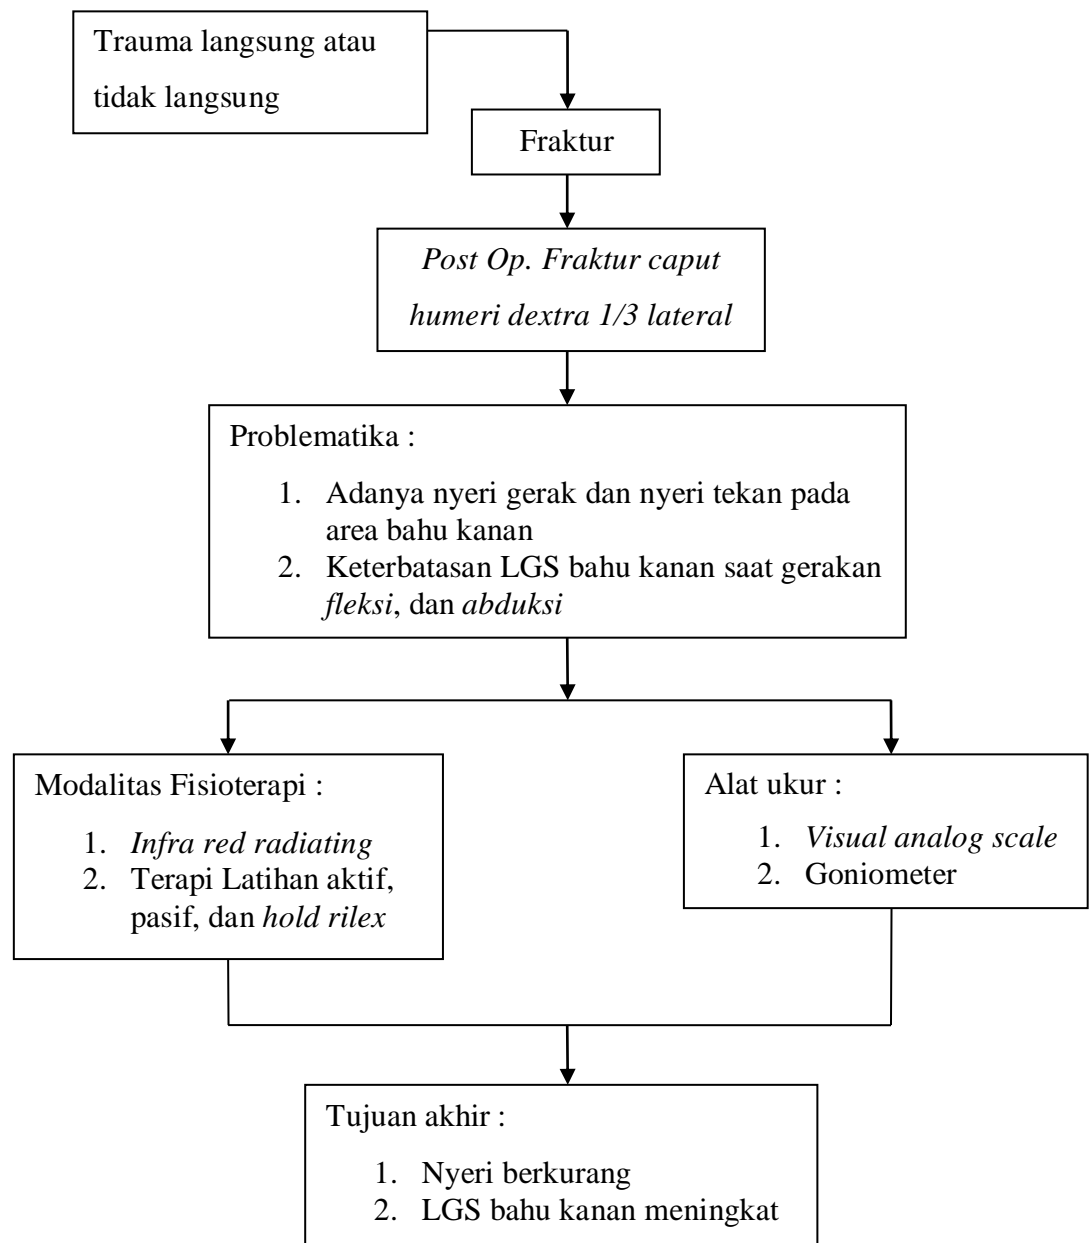 Trauma langsung atau
tidak langsung
Fraktur
Post Op. Fraktur caput
humeri dextra 1/3 lateral
Problematika :
1. Adanya nyeri gerak dan nyeri tekan pada
area bahu kanan
2. Keterbatasan LGS bahu kanan saat gerakan
fleksi, dan abduksi
Modalitas Fisioterapi :
1. Infra red radiating
2. Terapi Latihan aktif,
pasif, dan hold rilex
Alat ukur :
1. Visual analog scale
2. Goniometer
Tujuan akhir :
1. Nyeri berkurang
2. LGS bahu kanan meningkat